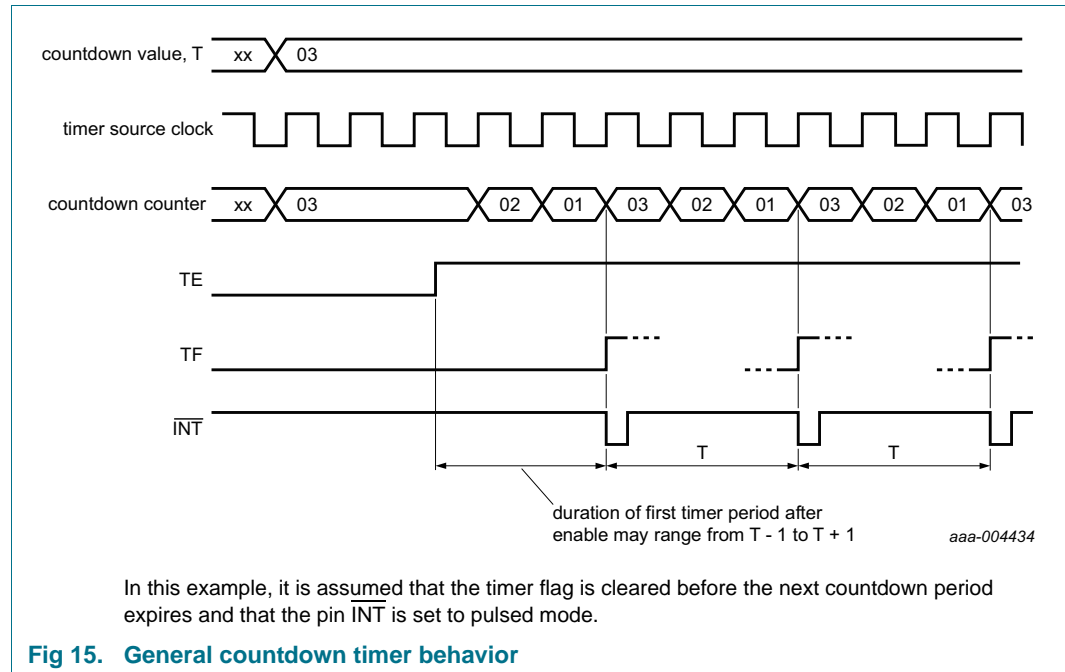 countdown value, T xx 03
timer source clock
countdown counter xx 03 02 01 03 02 01 03 02 01 03
TE
TF
INT
T T
duration of first timer period after
enable may range from T - 1 to T + 1
aaa-004434
In this example, it is assumed that the timer flag is cleared before the next countdown period
expires and that the pin INT is set to pulsed mode.
Fig 15. General countdown timer behavior